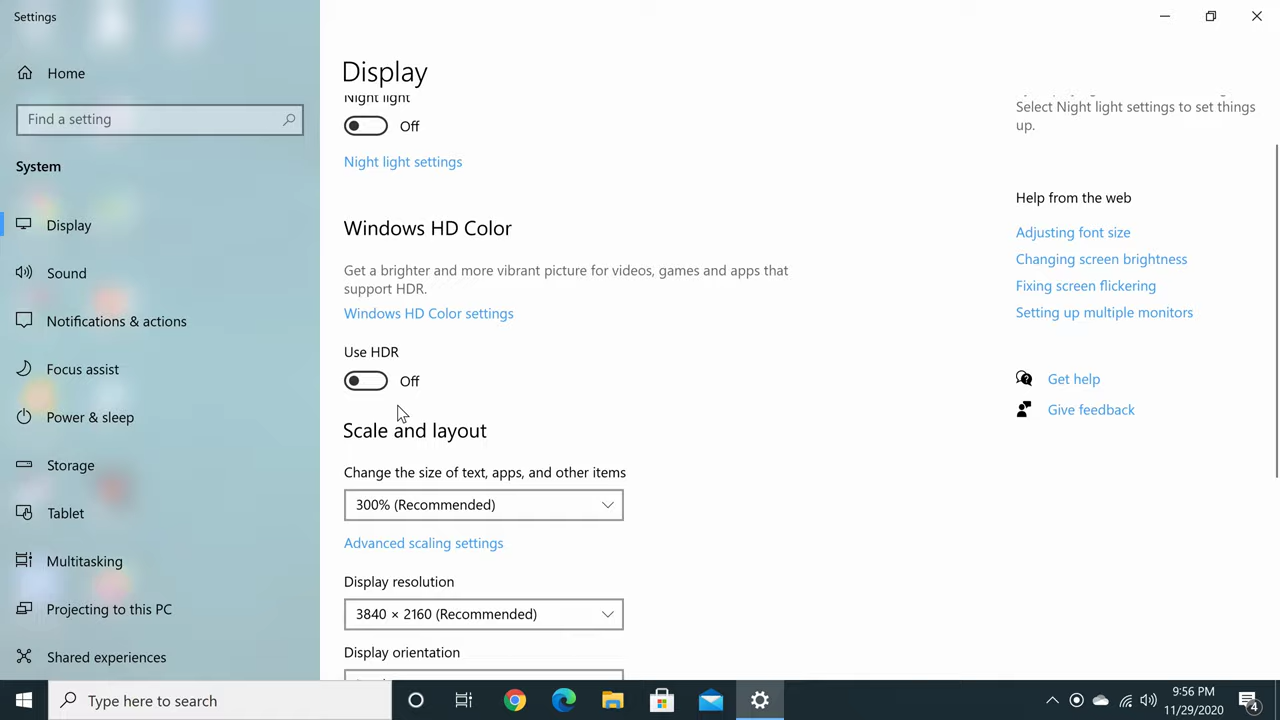 Settings
Home
Find a setting
System
Display
Sound
Notifications & actions
Focus assist
Power & sleep
Storage
Tablet
Multitasking
Projecting to this PC
Shared experiences
Display
Night light
Off
Night light settings
Windows HD Color
Get a brighter and more vibrant picture for videos, games and apps that
support HDR.
Windows HD Color settings
Use HDR
Off
Scale and layout
Change the size of text, apps, and other items
300% (Recommended)
Advanced scaling settings
Display resolution
3840 × 2160 (Recommended)
Display orientation
Select Night light settings to set things
up.
Help from the web
Adjusting font size
Changing screen brightness
Fixing screen flickering
Setting up multiple monitors
Get help
Give feedback
Type here to search
9:56 PM
11/29/2020
4